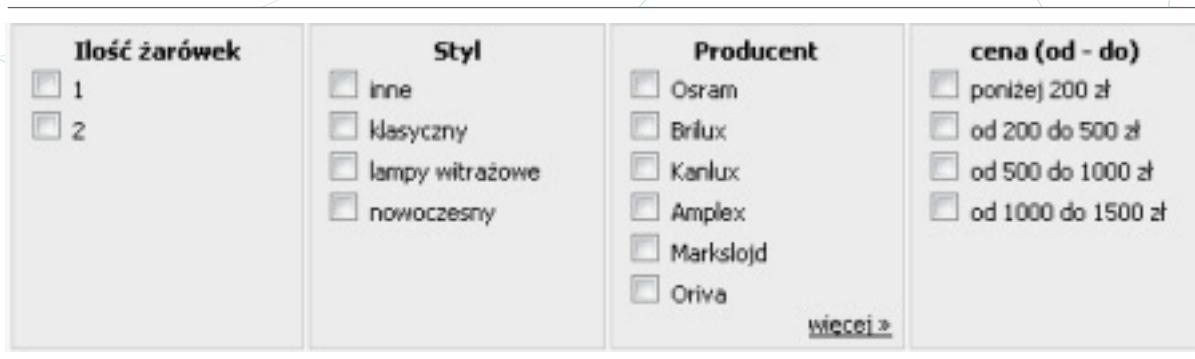 Ilość żarówek
1
2
Styl
inne
klasyczny
lampy witrażowe
nowoczesny
Producent
Osram
Brilux
Kanlux
Amplex
Markslojd
Oriva
więcej »
cena (od - do)
poniżej 200 zł
od 200 do 500 zł
od 500 do 1000 zł
od 1000 do 1500 zł